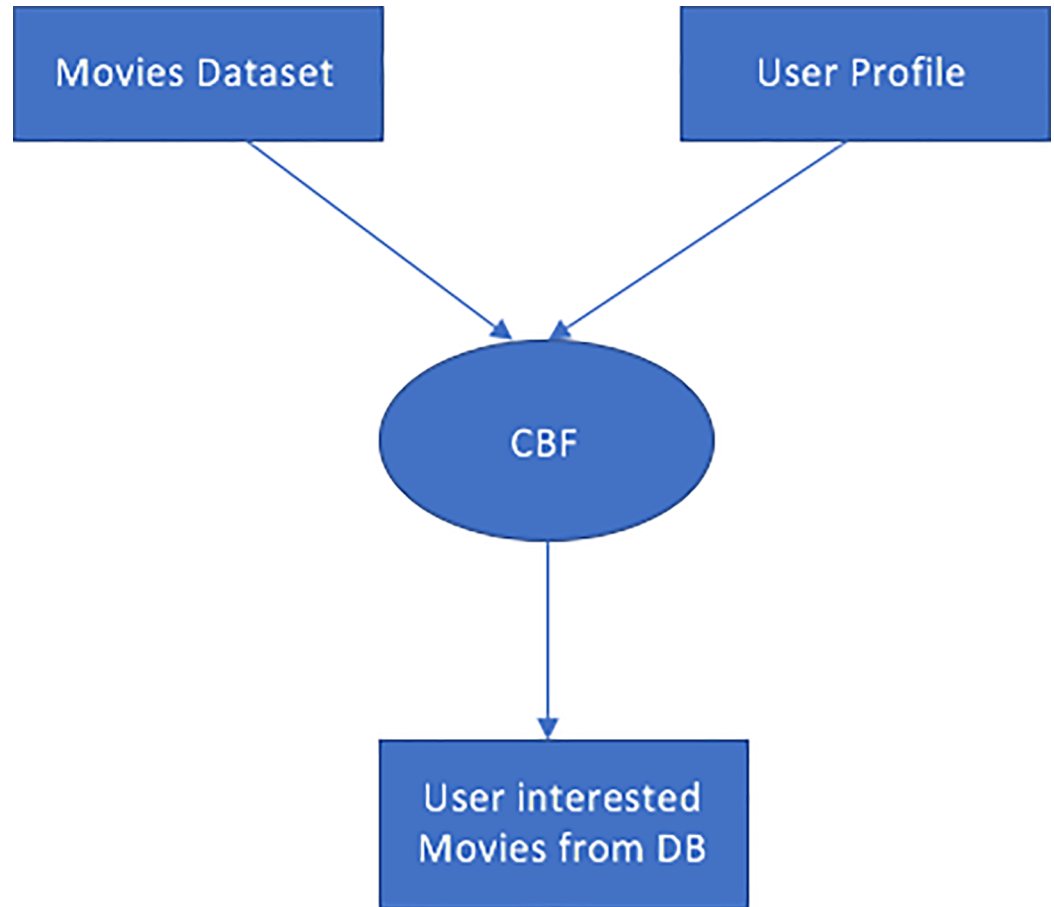 Movies Dataset
User Profile
CBF
User interested
Movies from DB